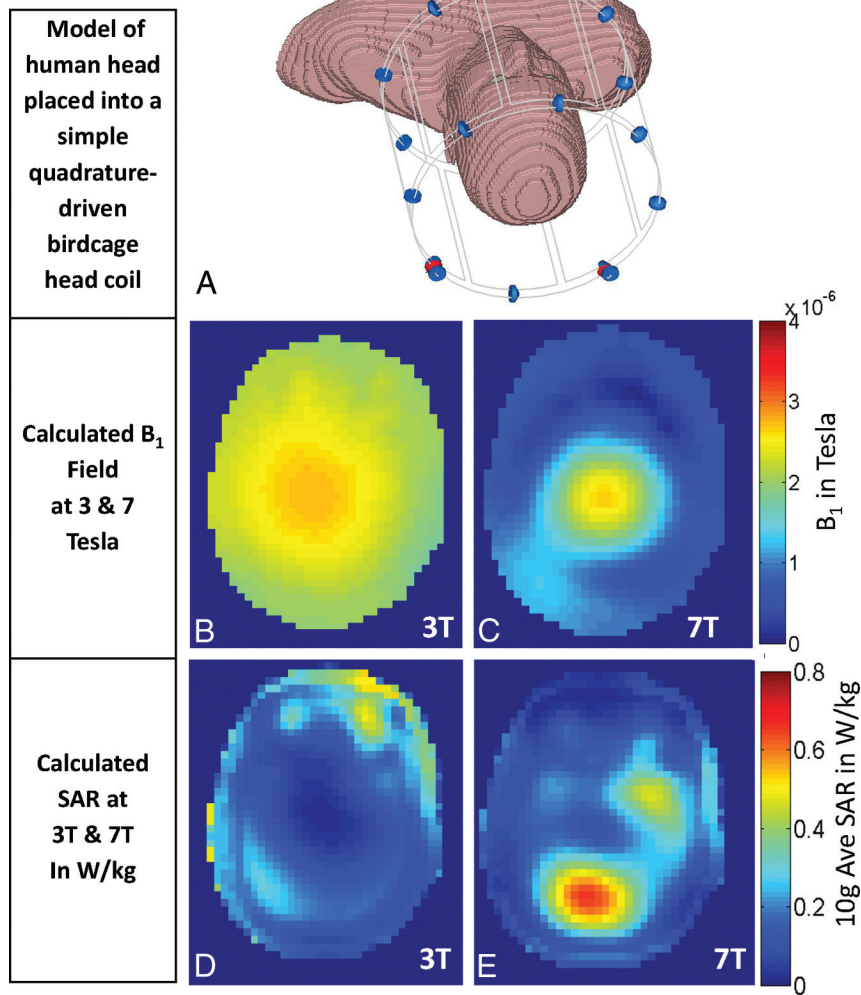 Model of
human head
placed into a
simple
quadrature-
driven
birdcage
head coil
A
Calculated B₁
Field
at 3 & 7
Tesla
B
3T
C
7T
x 10⁻⁶
4
3
2
1
0
B₁ in Tesla
Calculated
SAR at
3T & 7T
In W/kg
D
3T
E
7T
0.8
0.6
0.4
0.2
0
10g Ave SAR in W/kg